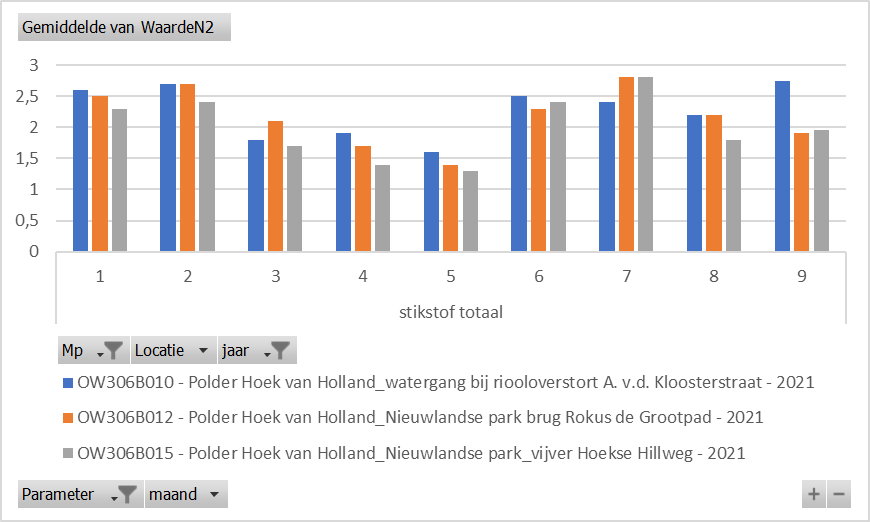 Gemiddelde van WaardeN2
3
2,5
2
1,5
1
0,5
0
1 2 3 4 5 6 7 8 9
stikstof totaal
Mp Locatie jaar
OW306B010 - Polder Hoek van Holland_watergang bij riooloverstort A. v.d. Kloosterstraat - 2021
OW306B012 - Polder Hoek van Holland_Nieuwlandse park brug Rokus de Grootpad - 2021
OW306B015 - Polder Hoek van Holland_Nieuwlandse park_vijver Hoekse Hillweg - 2021
Parameter maand
+ −